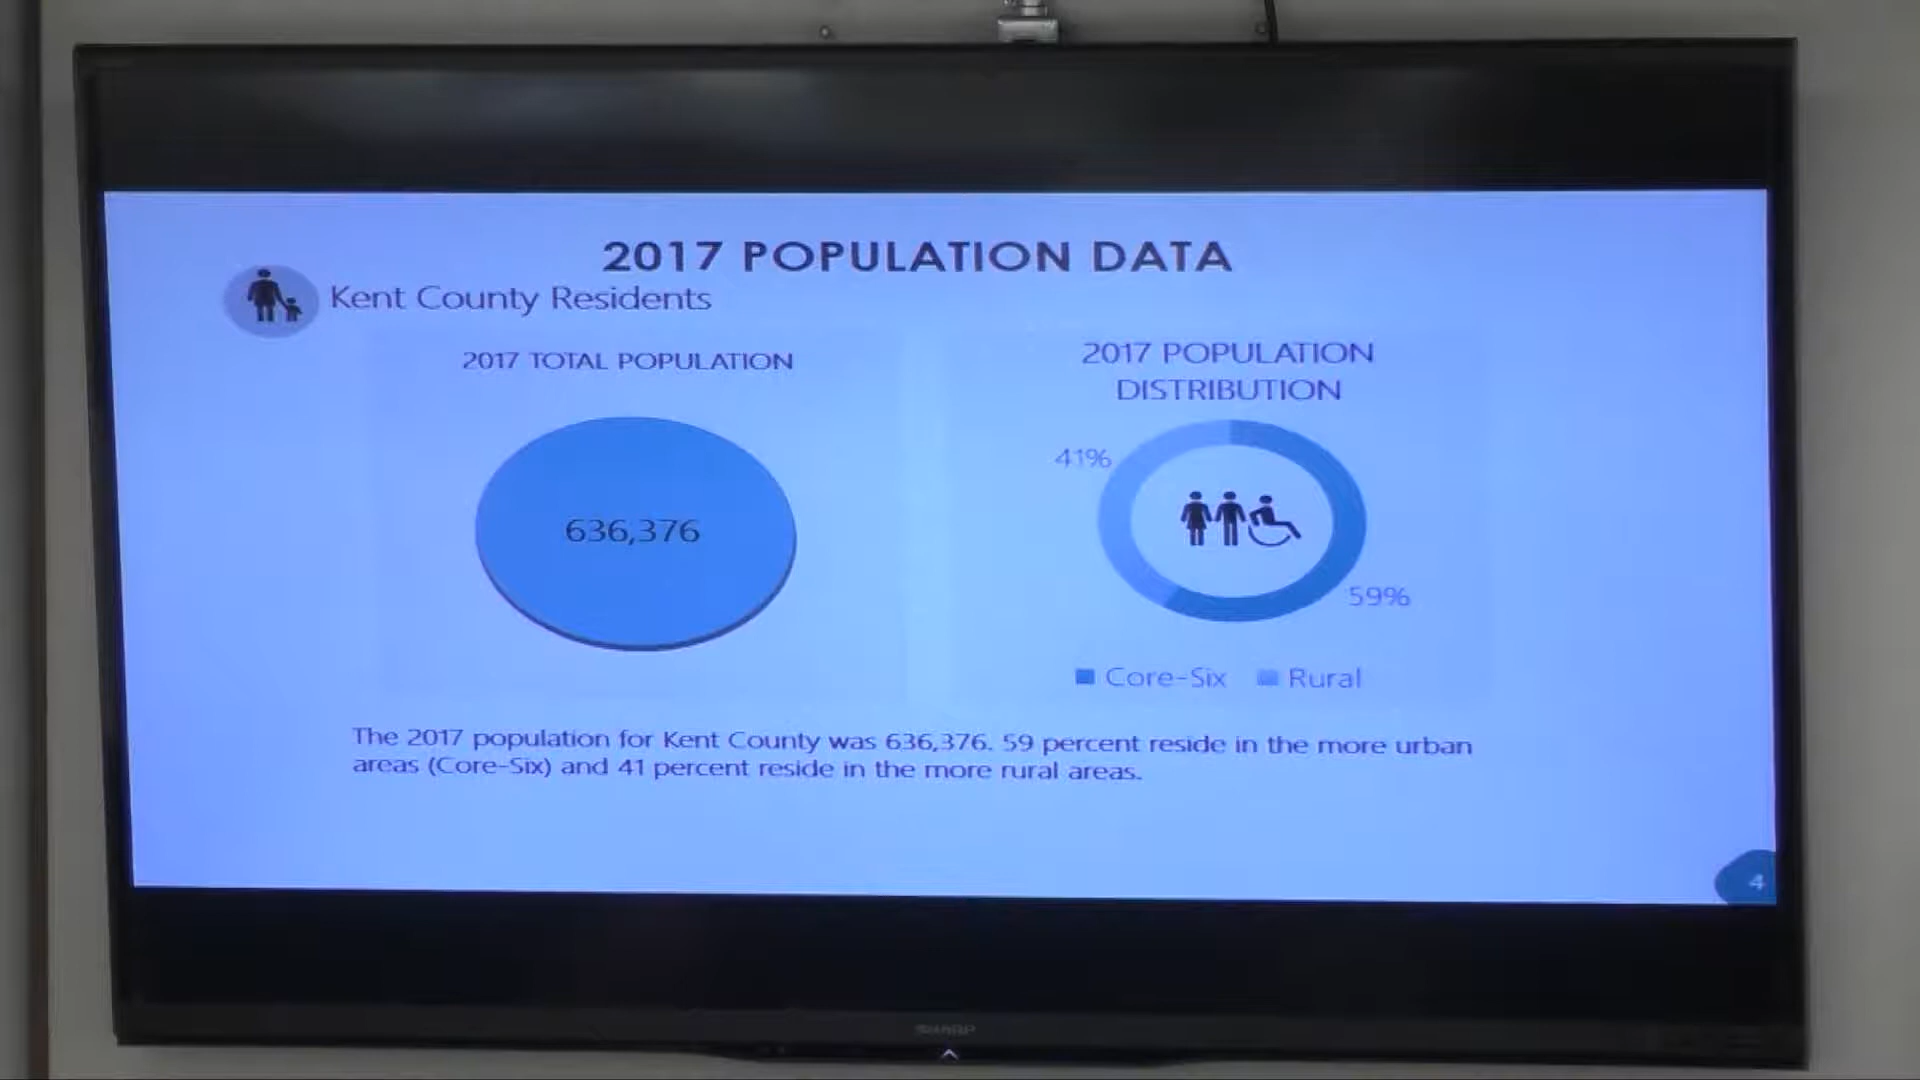 2017 POPULATION DATA
Kent County Residents
2017 TOTAL POPULATION
636,376
2017 POPULATION
DISTRIBUTION
41%
59%
Core-Six Rural
The 2017 population for Kent County was 636,376. 59 percent reside in the more urban
areas (Core-Six) and 41 percent reside in the more rural areas.
4
SHARP